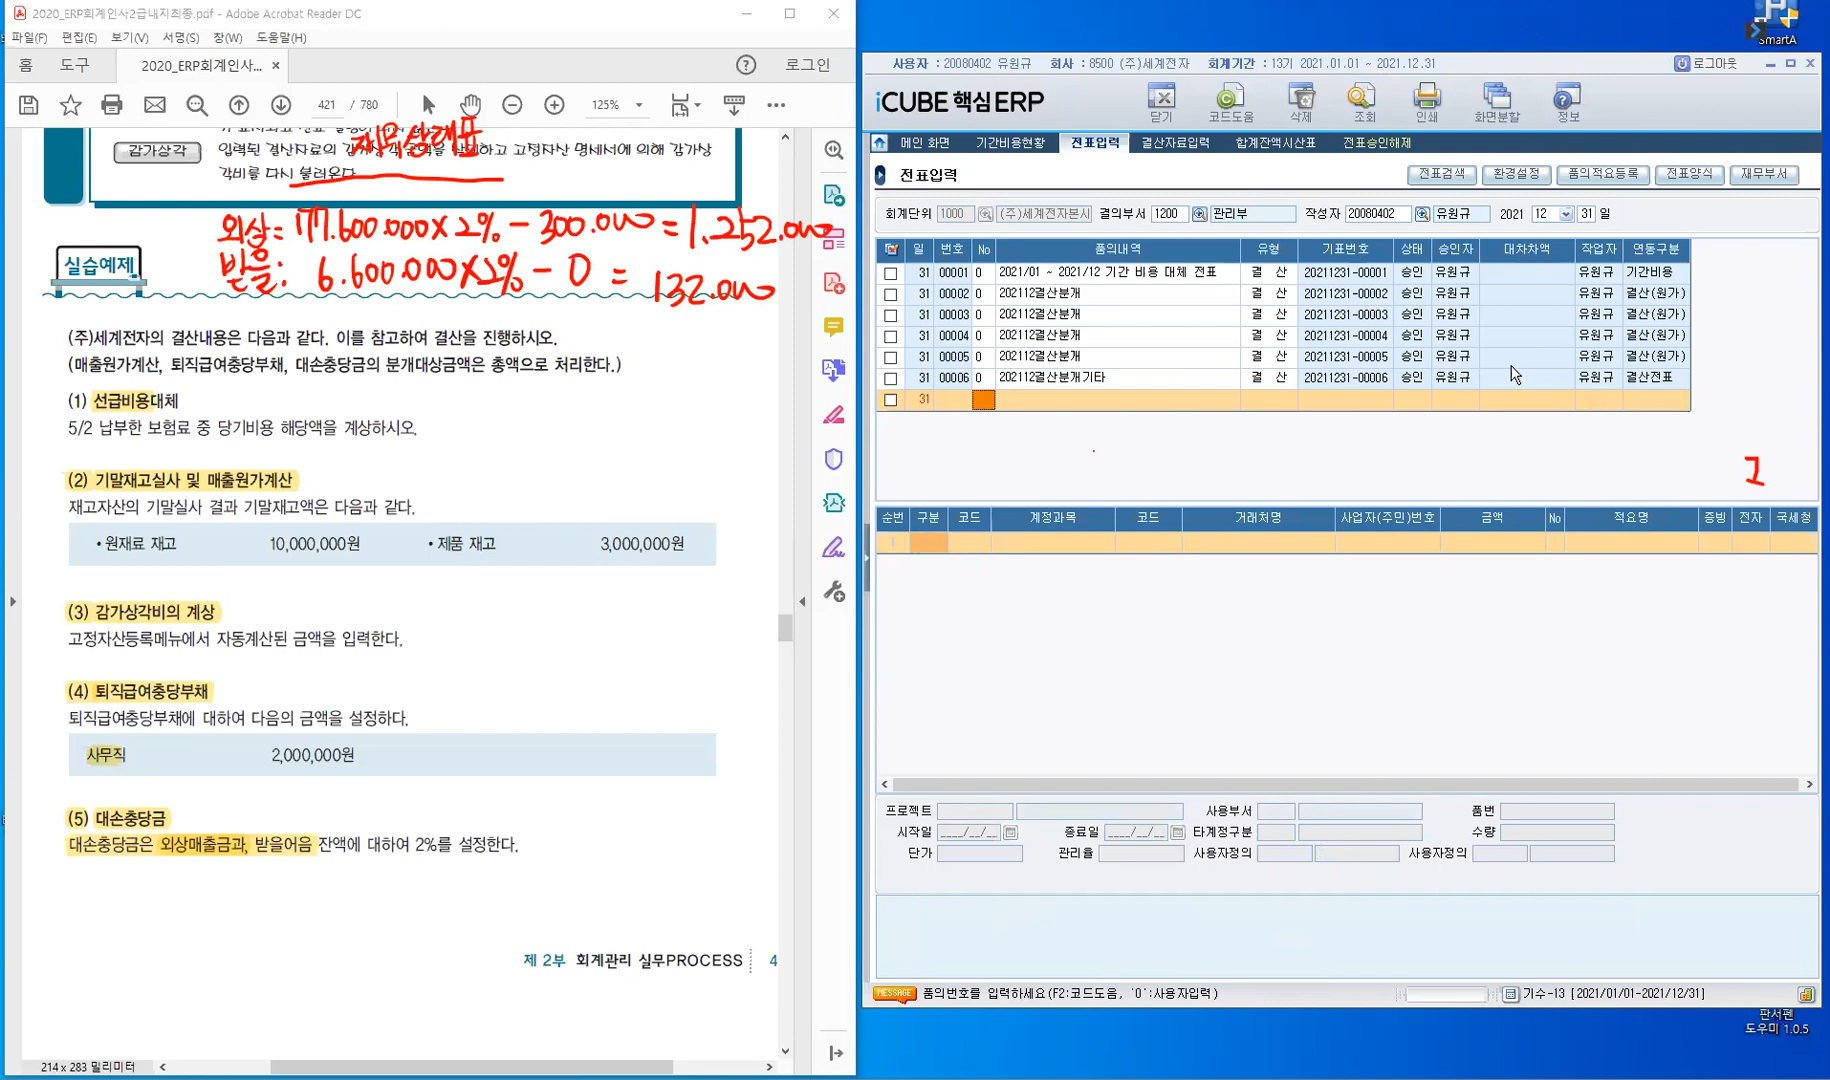 2020_ERP회계인사2급내지최종.pdf - Adobe Acrobat Reader DC
파일(F) 편집(E) 보기(V) 서명(S) 창(W) 도움말(H)
홈 도구 2020_ERP회계인사... × 로그인
421 / 780 125%
재무상태표
감가상각 입력된 결산자료의 감가상각 금액을 삭제하고 고정자산 명세서에 의해 감가상
각비를 다시 불러온다
외상= 77.600.000×2% - 300.000 = 1.252.000
받을: 6.600.000×2% - 0 = 132.000
실습예제
(주)세계전자의 결산내용은 다음과 같다. 이를 참고하여 결산을 진행하시오.
(매출원가계산, 퇴직급여충당부채, 대손충당금의 분개대상금액은 총액으로 처리한다.)
(1) 선급비용대체
5/2 납부한 보험료 중 당기비용 해당액을 계상하시오.
(2) 기말재고실사 및 매출원가계산
재고자산의 기말실사 결과 기말재고액은 다음과 같다.
•원재료 재고 10,000,000원 •제품 재고 3,000,000원
(3) 감가상각비의 계상
고정자산등록메뉴에서 자동계산된 금액을 입력한다.
(4) 퇴직급여충당부채
퇴직급여충당부채에 대하여 다음의 금액을 설정하다.
사무직 2,000,000원
(5) 대손충당금
대손충당금은 외상매출금과, 받을어음 잔액에 대하여 2%를 설정한다.
제 2부 회계관리 실무PROCESS 4
214 x 283 밀리미터
SmartA
사용자 : 20080402 유원규 회사 : 8500 (주)세계전자 회계기간 : 13기 2021.01.01 ~ 2021.12.31 로그아웃
iCUBE 핵심ERP 닫기 코드도움 삭제 조회 인쇄 화면분할 정보
메인 화면 기간비용현황 전표입력 결산자료입력 합계잔액시산표 전표승인해제
전표입력 전표검색 환경설정 품의적요등록 전표양식 재무부서
회계단위 1000 (주)세계전자본사 결의부서 1200 관리부 작성자 20080402 유원규 2021 12 31 일
일 번호 No 품의내역 유형 기표번호 상태 승인자 대차차액 작업자 연동구분
31 00001 0 2021/01 ~ 2021/12 기간 비용 대체 전표 결 산 20211231-00001 승인 유원규 유원규 기간비용
31 00002 0 202112결산분개 결 산 20211231-00002 승인 유원규 유원규 결산(원가)
31 00003 0 202112결산분개 결 산 20211231-00003 승인 유원규 유원규 결산(원가)
31 00004 0 202112결산분개 결 산 20211231-00004 승인 유원규 유원규 결산(원가)
31 00005 0 202112결산분개 결 산 20211231-00005 승인 유원규 유원규 결산(원가)
31 00006 0 202112결산분개기타 결 산 20211231-00006 승인 유원규 유원규 결산전표
31
순번 구분 코드 계정과목 코드 거래처명 사업자(주민)번호 금액 No 적요명 증빙 전자 국세청
1
프로젝트 사용부서 품번
시작일 ____/__/__ 종료일 ____/__/__ 타계정구분 수량
단가 관리율 사용자정의 사용자정의
MESSAGE 품의번호를 입력하세요(F2:코드도움, '0':사용자입력) 기수-13 [2021/01/01-2021/12/31]
판서펜
도우미 1.0.5